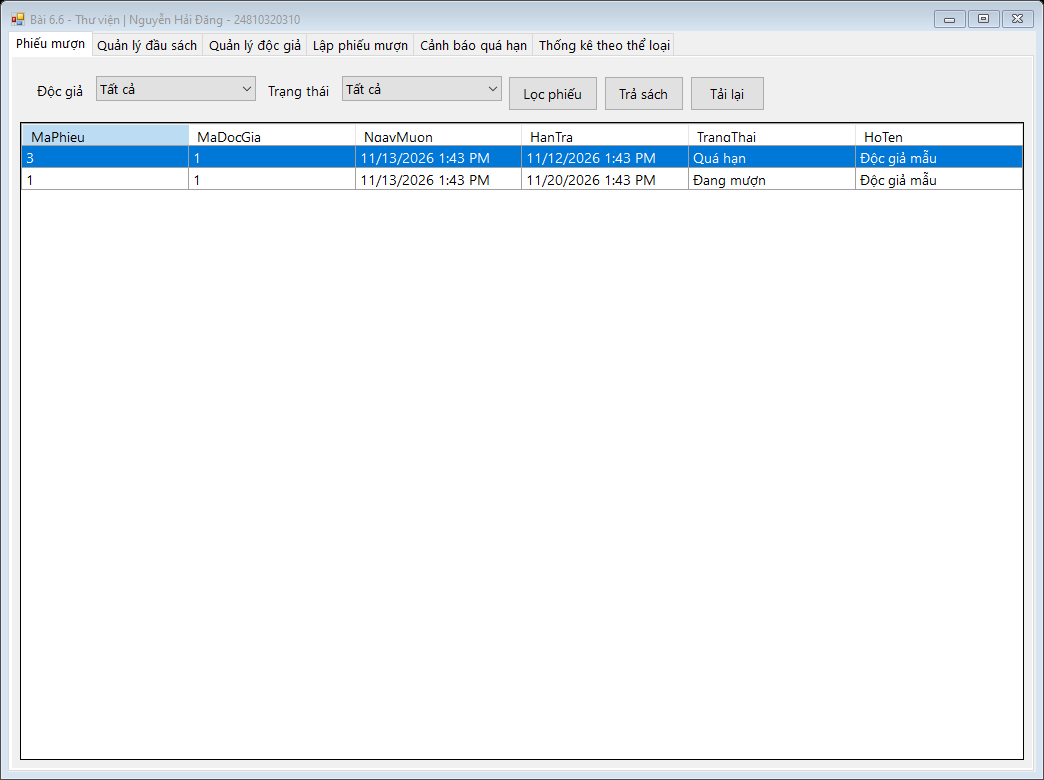 Bài 6.6 - Thư viện | Nguyễn Hải Đăng - 24810320310
Phiếu mượn Quản lý đầu sách Quản lý độc giả Lập phiếu mượn Cảnh báo quá hạn Thống kê theo thể loại
Độc giả Tất cả Trạng thái Tất cả Lọc phiếu Trả sách Tải lại
MaPhieu MaDocGia NgayMuon HanTra TrangThai HoTen
3 1 11/13/2026 1:43 PM 11/12/2026 1:43 PM Quá hạn Độc giả mẫu
1 1 11/13/2026 1:43 PM 11/20/2026 1:43 PM Đang mượn Độc giả mẫu